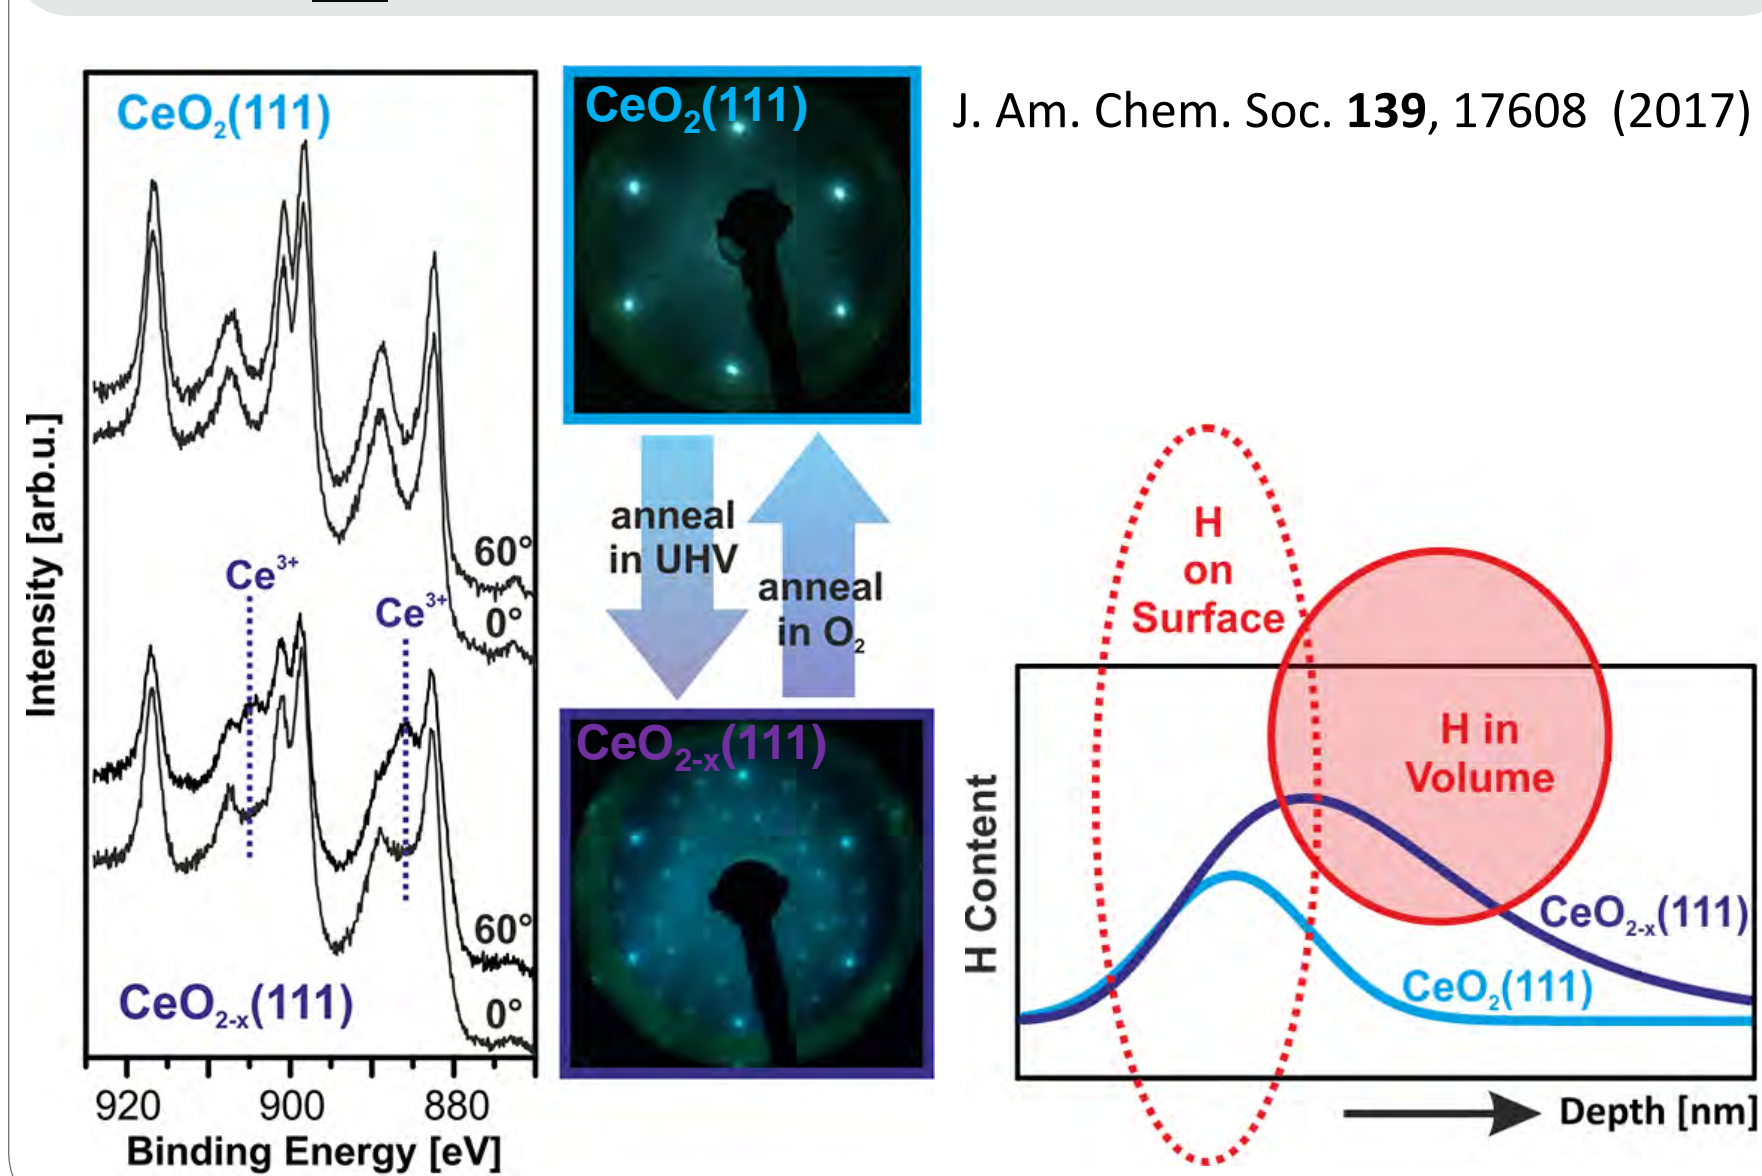 CeO₂(111)
Intensity [arb.u.]
60°
0°
Ce³⁺
Ce³⁺
60°
0°
CeO₂₋ₓ(111)
920 900 880
Binding Energy [eV]
CeO₂(111)
anneal
in UHV
anneal
in O₂
CeO₂₋ₓ(111)
J. Am. Chem. Soc. 139, 17608 (2017)
H
on
Surface
H in
Volume
H Content
CeO₂₋ₓ(111)
CeO₂(111)
Depth [nm]